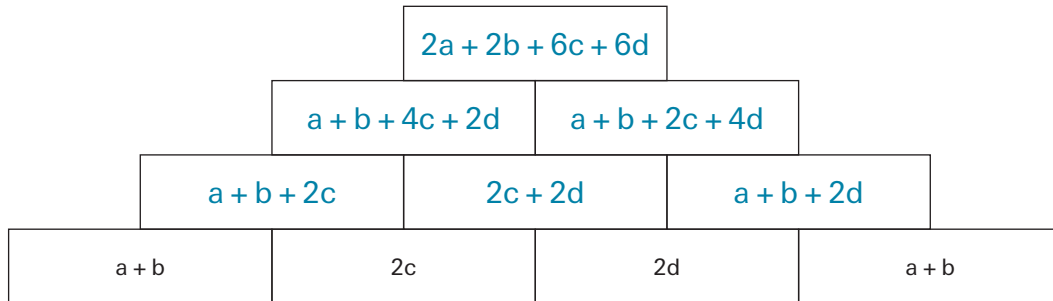 2a + 2b + 6c + 6d
a + b + 4c + 2d a + b + 2c + 4d
a + b + 2c 2c + 2d a + b + 2d
a + b 2c 2d a + b